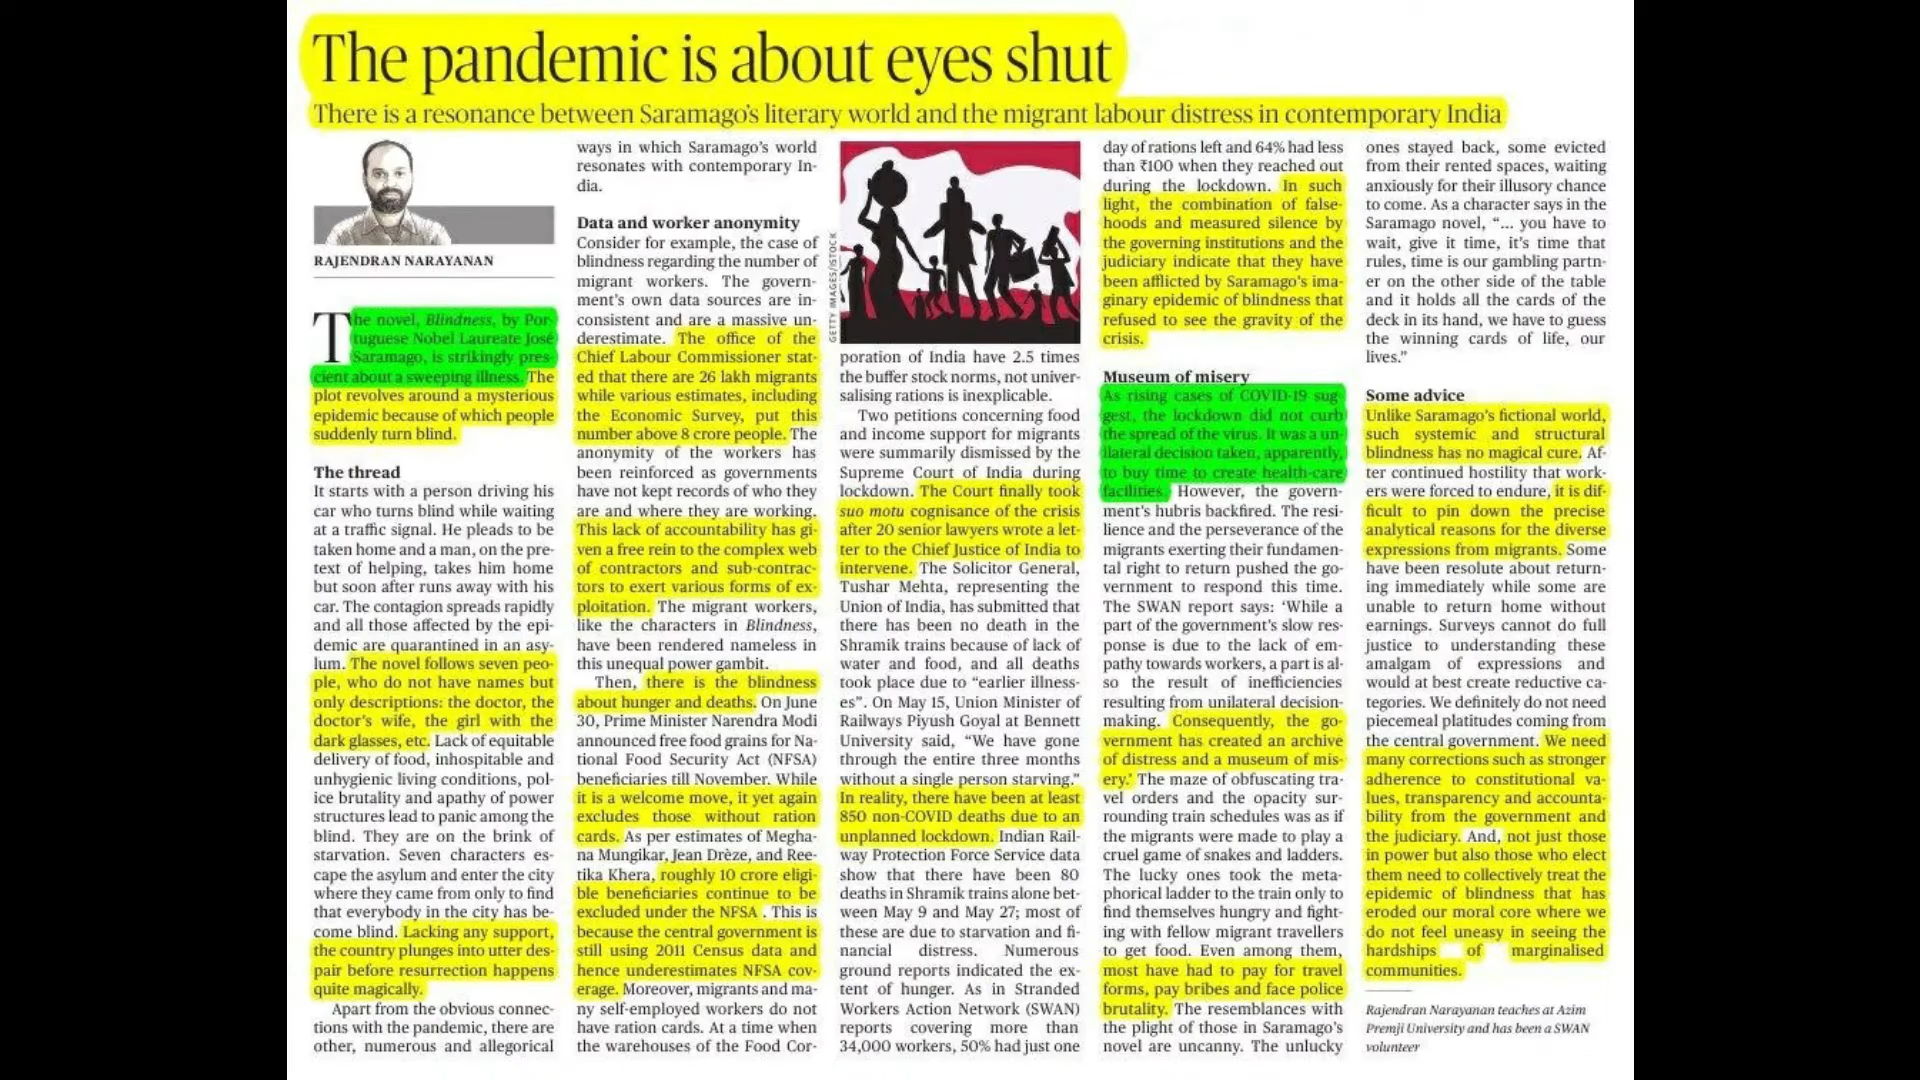 The pandemic is about eyes shut
There is a resonance between Saramago's literary world and the migrant labour distress in contemporary India
RAJENDRAN NARAYANAN
The novel, Blindness, by Por-
tuguese Nobel Laureate José
Saramago, is strikingly pres-
cient about a sweeping illness. The
plot revolves around a mysterious
epidemic because of which people
suddenly turn blind.
The thread
It starts with a person driving his
car who turns blind while waiting
at a traffic signal. He pleads to be
taken home and a man, on the pre-
text of helping, takes him home
but soon after runs away with his
car. The contagion spreads rapidly
and all those affected by the epi-
demic are quarantined in an asy-
lum. The novel follows seven peo-
ple, who do not have names but
only descriptions: the doctor, the
doctor's wife, the girl with the
dark glasses, etc. Lack of equitable
delivery of food, inhospitable and
unhygienic living conditions, pol-
ice brutality and apathy of power
structures lead to panic among the
blind. They are on the brink of
starvation. Seven characters es-
cape the asylum and enter the city
where they came from only to find
that everybody in the city has be-
come blind. Lacking any support,
the country plunges into utter des-
pair before resurrection happens
quite magically.
Apart from the obvious connec-
tions with the pandemic, there are
other, numerous and allegorical
ways in which Saramago's world
resonates with contemporary In-
dia.
Data and worker anonymity
Consider for example, the case of
blindness regarding the number of
migrant workers. The govern-
ment's own data sources are in-
consistent and are a massive un-
derestimate. The office of the
Chief Labour Commissioner stat-
ed that there are 26 lakh migrants
while various estimates, including
the Economic Survey, put this
number above 8 crore people. The
anonymity of the workers has
been reinforced as governments
have not kept records of who they
are and where they are working.
This lack of accountability has gi-
ven a free rein to the complex web
of contractors and sub-contrac-
tors to exert various forms of ex-
ploitation. The migrant workers,
like the characters in Blindness,
have been rendered nameless in
this unequal power gambit.
Then, there is the blindness
about hunger and deaths. On June
30, Prime Minister Narendra Modi
announced free food grains for Na-
tional Food Security Act (NFSA)
beneficiaries till November. While
it is a welcome move, it yet again
excludes those without ration
cards. As per estimates of Megha-
na Mungikar, Jean Drèze, and Ree-
tika Khera, roughly 10 crore eligi-
ble beneficiaries continue to be
excluded under the NFSA . This is
because the central government is
still using 2011 Census data and
hence underestimates NFSA cov-
erage. Moreover, migrants and ma-
ny self-employed workers do not
have ration cards. At a time when
the warehouses of the Food Cor-
GETTY IMAGES/ISTOCK
poration of India have 2.5 times
the buffer stock norms, not univer-
salising rations is inexplicable.
Two petitions concerning food
and income support for migrants
were summarily dismissed by the
Supreme Court of India during
lockdown. The Court finally took
suo motu cognisance of the crisis
after 20 senior lawyers wrote a let-
ter to the Chief Justice of India to
intervene. The Solicitor General,
Tushar Mehta, representing the
Union of India, has submitted that
there has been no death in the
Shramik trains because of lack of
water and food, and all deaths
took place due to "earlier illness-
es". On May 15, Union Minister of
Railways Piyush Goyal at Bennett
University said, "We have gone
through the entire three months
without a single person starving."
In reality, there have been at least
850 non-COVID deaths due to an
unplanned lockdown. Indian Rail-
way Protection Force Service data
show that there have been 80
deaths in Shramik trains alone bet-
ween May 9 and May 27; most of
these are due to starvation and fi-
nancial distress. Numerous
ground reports indicated the ex-
tent of hunger. As in Stranded
Workers Action Network (SWAN)
reports covering more than
34,000 workers, 50% had just one
day of rations left and 64% had less
than ₹100 when they reached out
during the lockdown. In such
light, the combination of false-
hoods and measured silence by
the governing institutions and the
judiciary indicate that they have
been afflicted by Saramago's ima-
ginary epidemic of blindness that
refused to see the gravity of the
crisis.
Museum of misery
As rising cases of COVID-19 sug-
gest, the lockdown did not curb
the spread of the virus. It was a un-
ilateral decision taken, apparently,
to buy time to create health-care
facilities. However, the govern-
ment's hubris backfired. The resi-
lience and the perseverance of the
migrants exerting their fundamen-
tal right to return pushed the go-
vernment to respond this time.
The SWAN report says: 'While a
part of the government's slow res-
ponse is due to the lack of em-
pathy towards workers, a part is al-
so the result of inefficiencies
resulting from unilateral decision-
making. Consequently, the go-
vernment has created an archive
of distress and a museum of mis-
ery.' The maze of obfuscating tra-
vel orders and the opacity sur-
rounding train schedules was as if
the migrants were made to play a
cruel game of snakes and ladders.
The lucky ones took the meta-
phorical ladder to the train only to
find themselves hungry and fight-
ing with fellow migrant travellers
to get food. Even among them,
most have had to pay for travel
forms, pay bribes and face police
brutality. The resemblances with
the plight of those in Saramago's
novel are uncanny. The unlucky
ones stayed back, some evicted
from their rented spaces, waiting
anxiously for their illusory chance
to come. As a character says in the
Saramago novel, "... you have to
wait, give it time, it's time that
rules, time is our gambling partn-
er on the other side of the table
and it holds all the cards of the
deck in its hand, we have to guess
the winning cards of life, our
lives."
Some advice
Unlike Saramago's fictional world,
such systemic and structural
blindness has no magical cure. Af-
ter continued hostility that work-
ers were forced to endure, it is dif-
ficult to pin down the precise
analytical reasons for the diverse
expressions from migrants. Some
have been resolute about return-
ing immediately while some are
unable to return home without
earnings. Surveys cannot do full
justice to understanding these
amalgam of expressions and
would at best create reductive ca-
tegories. We definitely do not need
piecemeal platitudes coming from
the central government. We need
many corrections such as stronger
adherence to constitutional va-
lues, transparency and accounta-
bility from the government and
the judiciary. And, not just those
in power but also those who elect
them need to collectively treat the
epidemic of blindness that has
eroded our moral core where we
do not feel uneasy in seeing the
hardships of marginalised
communities.
Rajendran Narayanan teaches at Azim
Premji University and has been a SWAN
volunteer